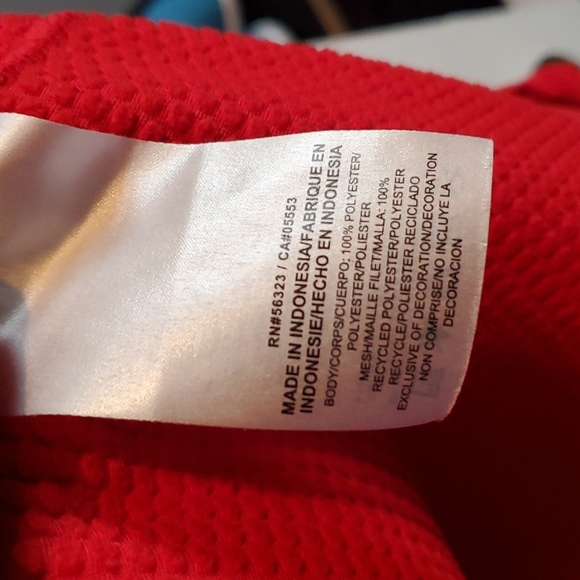 RN#56323 / CA#05553
MADE IN INDONESIA/FABRIQUE EN
INDONESIE/HECHO EN INDONESIA
BODY/CORPS/CUERPO: 100% POLYESTER/
POLYESTER/POLIESTER
MESH/MAILLE FILET/MALLA: 100%
RECYCLED POLYESTER/POLYESTER
RECYCLE/POLIESTER RECICLADO
EXCLUSIVE OF DECORATION/DECORATION
NON COMPRISE/NO INCLUYE LA
DECORACION